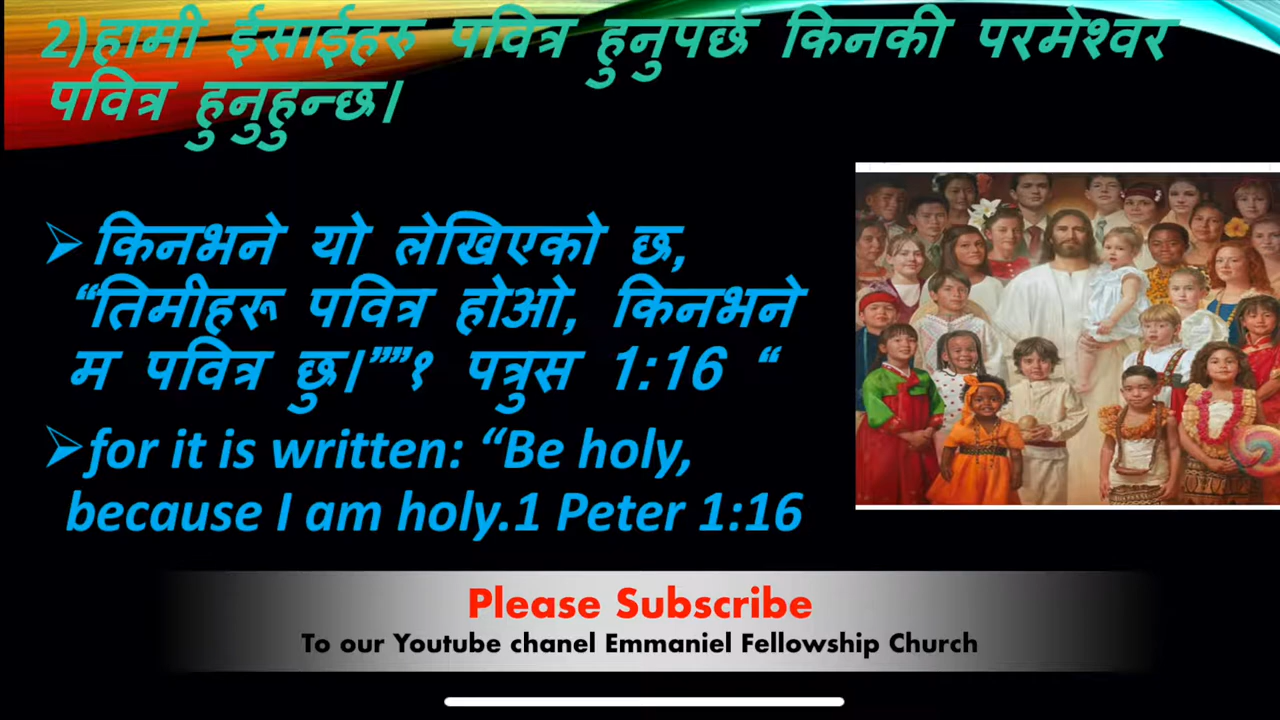 2)हामी ईसाईहरु पवित्र हुनुपर्छ किनकी परमेश्वर
पवित्र हुनुहुन्छ।
➢किनभने यो लेखिएको छ,
“तिमीहरू पवित्र होओ, किनभने
म पवित्र छु।””१ पत्रुस 1:16 “
➢for it is written: “Be holy,
because I am holy.1 Peter 1:16
Please Subscribe
To our Youtube chanel Emmaniel Fellowship Church